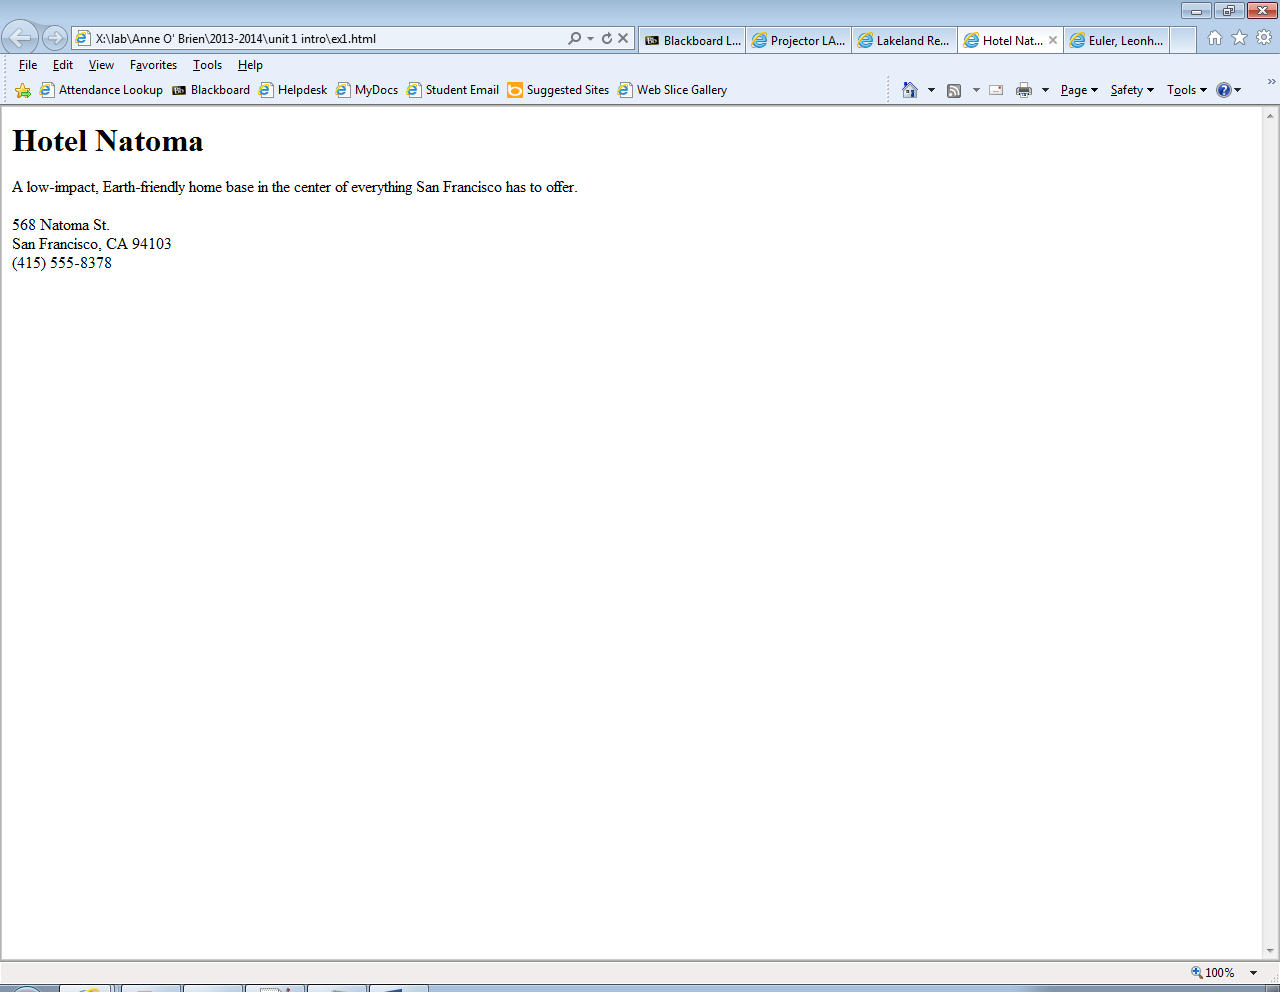 X:\lab\Anne O' Brien\2013-2014\unit 1 intro\ex1.html
Blackboard L...
Projector LA...
Lakeland Re...
Hotel Nat...
Euler, Leonh...
File Edit View Favorites Tools Help
Attendance Lookup Bb Blackboard Helpdesk MyDocs Student Email Suggested Sites Web Slice Gallery
Page Safety Tools
Hotel Natoma
A low-impact, Earth-friendly home base in the center of everything San Francisco has to offer.
568 Natoma St.
San Francisco, CA 94103
(415) 555-8378
100%